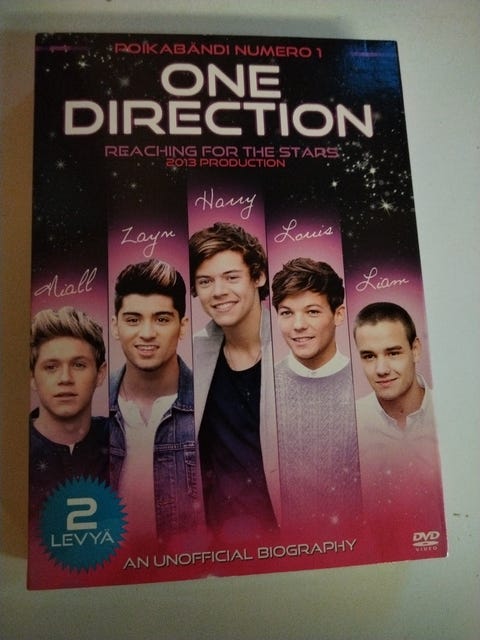 POIKABÄNDI NUMERO 1
ONE
DIRECTION
REACHING FOR THE STARS
2013 PRODUCTION
Harry
Zayn
Louis
Niall
Liam
2
LEVYÄ
AN UNOFFICIAL BIOGRAPHY
DVD
VIDEO